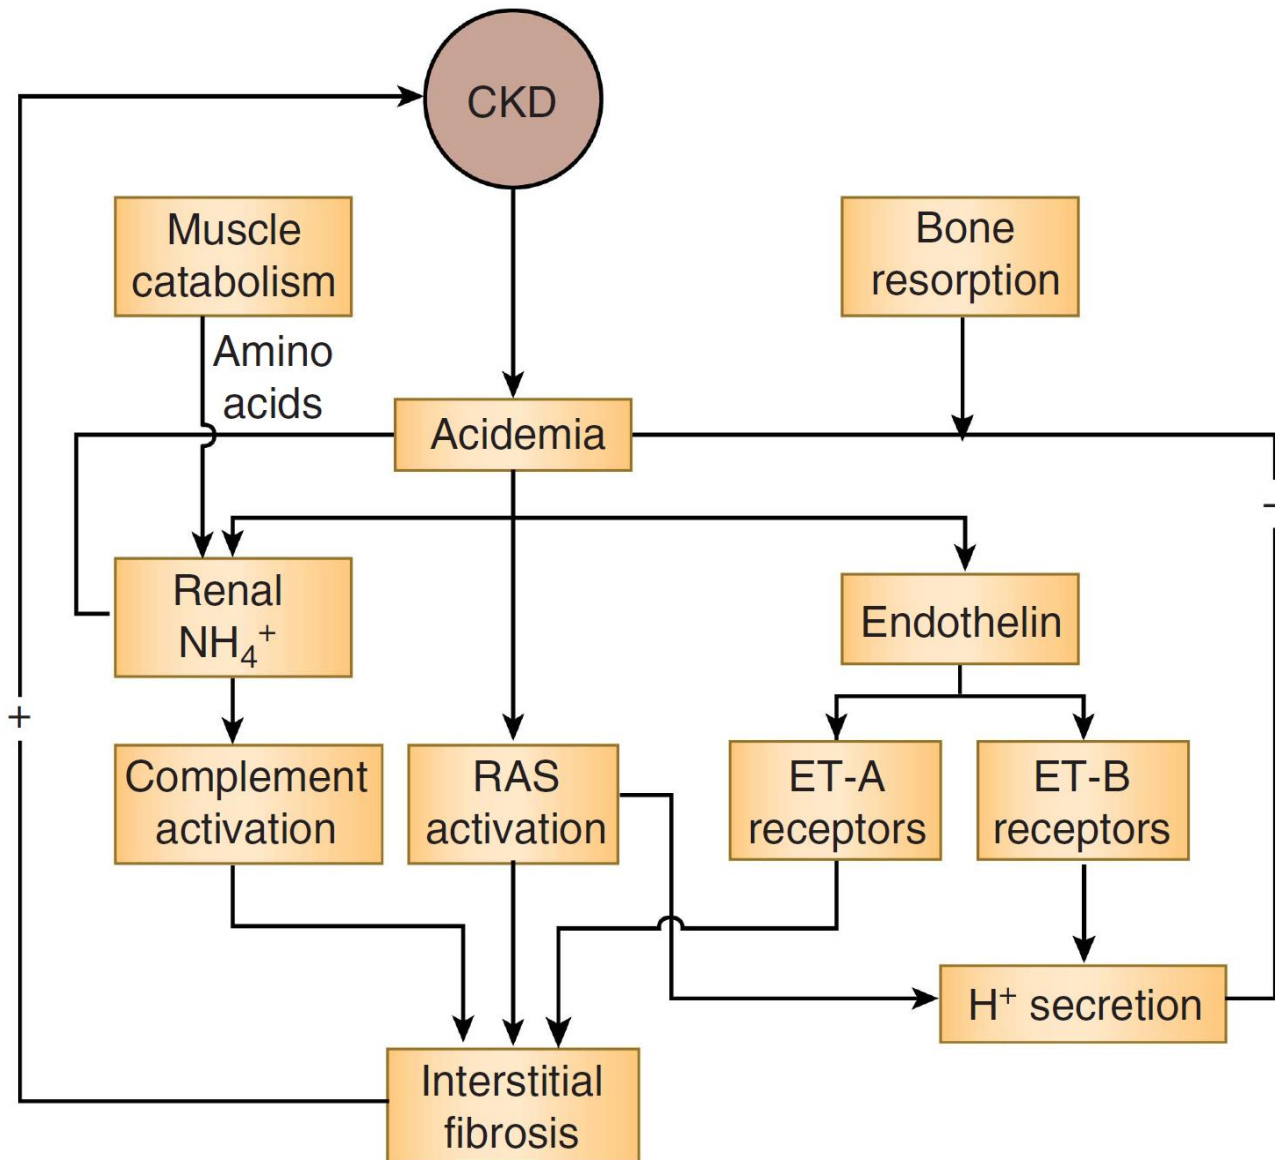 CKD
Muscle
catabolism
Bone
resorption
Amino
acids
Acidemia
−
Renal
NH₄⁺
Endothelin
+
Complement
activation
RAS
activation
ET-A
receptors
ET-B
receptors
H⁺ secretion
Interstitial
fibrosis